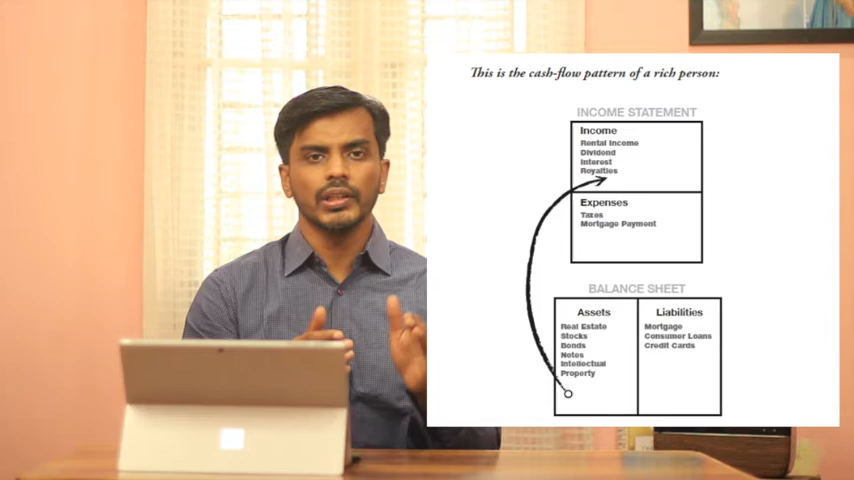 This is the cash-flow pattern of a rich person:
INCOME STATEMENT
Income
Rental Income
Dividend
Interest
Royalties
Expenses
Taxes
Mortgage Payment
BALANCE SHEET
Assets
Real Estate
Stocks
Bonds
Notes
Intellectual
Property
Liabilities
Mortgage
Consumer Loans
Credit Cards